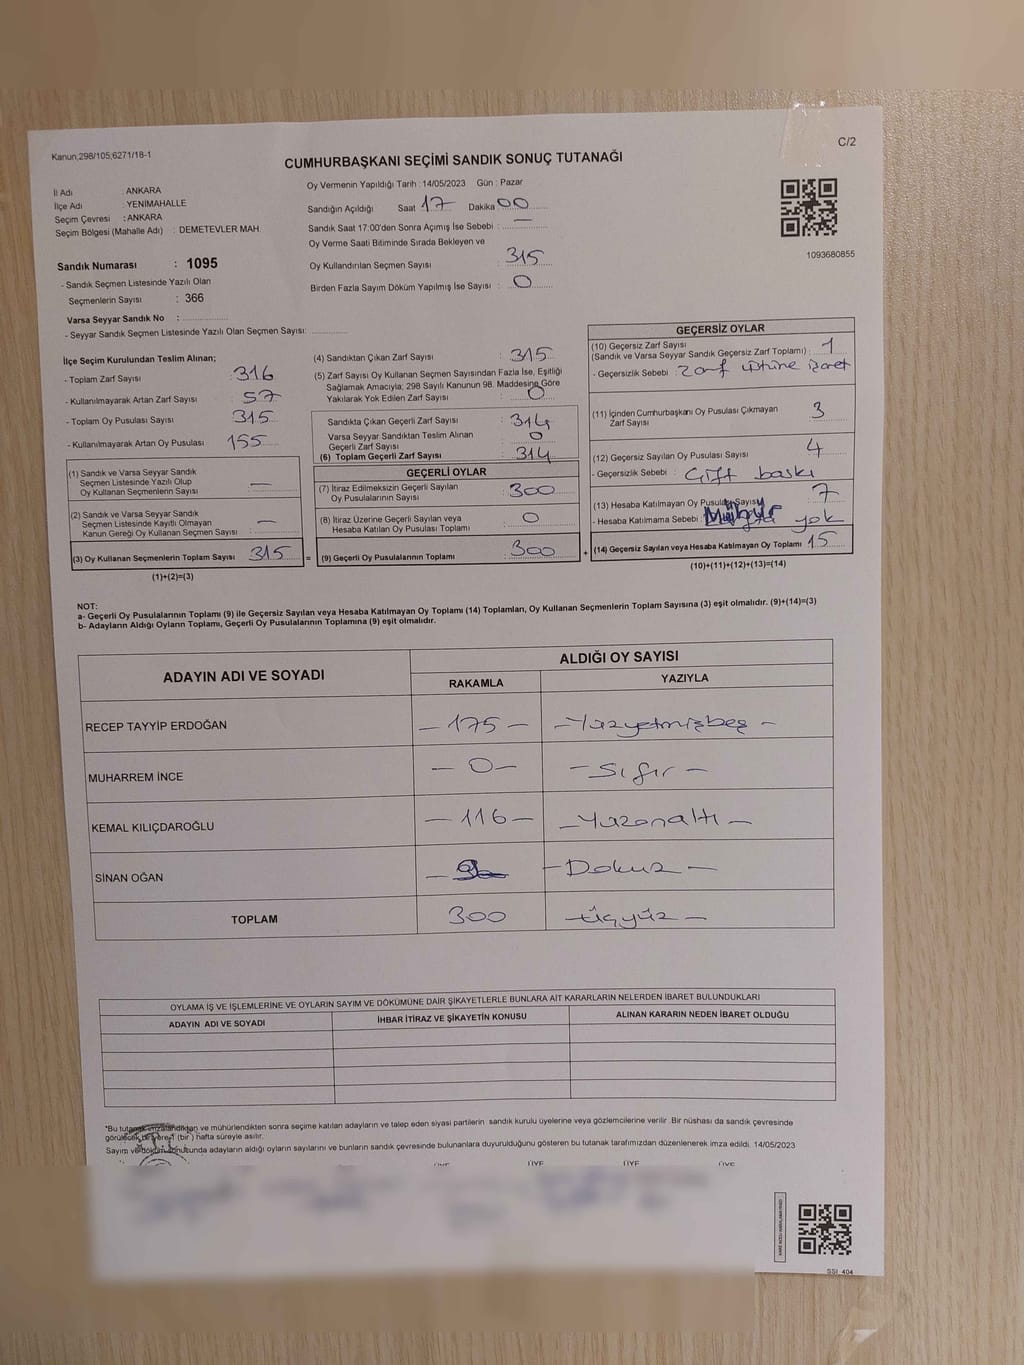 Kanun;298/105;6271/18-1
C/2
CUMHURBAŞKANI SEÇİMİ SANDIK SONUÇ TUTANAĞI
İl Adı : ANKARA
İlçe Adı : YENİMAHALLE
Seçim Çevresi : ANKARA
Seçim Bölgesi (Mahalle Adı) : DEMETEVLER MAH.
Sandık Numarası : 1095
- Sandık Seçmen Listesinde Yazılı Olan
Seçmenlerin Sayısı : 366
Varsa Seyyar Sandık No :
- Seyyar Sandık Seçmen Listesinde Yazılı Olan Seçmen Sayısı:
Oy Vermenin Yapıldığı Tarih : 14/05/2023 Gün : Pazar
Sandığın Açıldığı Saat 17 Dakika 00
Sandık Saat 17:00'den Sonra Açımış İse Sebebi : —
Oy Verme Saati Bitiminde Sırada Bekleyen ve
Oy Kullandırılan Seçmen Sayısı : 315
Birden Fazla Sayım Döküm Yapılmış İse Sayısı : 0
1093680855
İlçe Seçim Kurulundan Teslim Alınan;
- Toplam Zarf Sayısı : 316
- Kullanılmayarak Artan Zarf Sayısı : 57
- Toplam Oy Pusulası Sayısı : 315
- Kullanılmayarak Artan Oy Pusulası : 155
(1) Sandık ve Varsa Seyyar Sandık
Seçmen Listesinde Yazılı Olup
Oy Kullanan Seçmenlerin Sayısı : —
(2) Sandık ve Varsa Seyyar Sandık
Seçmen Listesinde Kayıtlı Olmayan
Kanun Gereği Oy Kullanan Seçmen Sayısı : —
(3) Oy Kullanan Seçmenlerin Toplam Sayısı : 315 =
(1)+(2)=(3)
(4) Sandıktan Çıkan Zarf Sayısı : 315
(5) Zarf Sayısı Oy Kullanan Seçmen Sayısından Fazla İse, Eşitliği
Sağlamak Amacıyla; 298 Sayılı Kanunun 98. Maddesine Göre
Yakılarak Yok Edilen Zarf Sayısı : 0
Sandıkta Çıkan Geçerli Zarf Sayısı : 314
Varsa Seyyar Sandıktan Teslim Alınan
Geçerli Zarf Sayısı : 0
(6) Toplam Geçerli Zarf Sayısı : 314
GEÇERLİ OYLAR
(7) İtiraz Edilmeksizin Geçerli Sayılan
Oy Pusulalarının Sayısı : 300
(8) İtiraz Üzerine Geçerli Sayılan veya
Hesaba Katılan Oy Pusulası Toplamı : 0
(9) Geçerli Oy Pusulalarının Toplamı : 300 +
GEÇERSİZ OYLAR
(10) Geçersiz Zarf Sayısı
(Sandık ve Varsa Seyyar Sandık Geçersiz Zarf Toplamı) : 1
- Geçersizlik Sebebi : Zarf üstüne işaret
(11) İçinden Cumhurbaşkanı Oy Pusulası Çıkmayan
Zarf Sayısı : 3
(12) Geçersiz Sayılan Oy Pusulası Sayısı : 4
- Geçersizlik Sebebi : Çift baskı
(13) Hesaba Katılmayan Oy Pusulası Sayısı : 7
- Hesaba Katılmama Sebebi : Mühür yok
(14) Geçersiz Sayılan veya Hesaba Katılmayan Oy Toplamı : 15
(10)+(11)+(12)+(13)=(14)
NOT:
a- Geçerli Oy Pusulalarının Toplamı (9) ile Geçersiz Sayılan veya Hesaba Katılmayan Oy Toplamı (14) Toplamları, Oy Kullanan Seçmenlerin Toplam Sayısına (3) eşit olmalıdır. (9)+(14)=(3)
b- Adayların Aldığı Oyların Toplamı, Geçerli Oy Pusulalarının Toplamına (9) eşit olmalıdır.
ADAYIN ADI VE SOYADI
ALDIĞI OY SAYISI
RAKAMLA YAZIYLA
RECEP TAYYİP ERDOĞAN — 175 — — Yüzyetmişbeş —
MUHARREM İNCE — 0 — — Sıfır —
KEMAL KILIÇDAROĞLU — 116 — — Yüzonaltı —
SİNAN OĞAN — 9 — — Dokuz —
TOPLAM 300 — Üçyüz —
OYLAMA İŞ VE İŞLEMLERİNE VE OYLARIN SAYIM VE DÖKÜMÜNE DAİR ŞİKAYETLERLE BUNLARA AİT KARARLARIN NELERDEN İBARET BULUNDUKLARI
ADAYIN ADI VE SOYADI İHBAR İTİRAZ VE ŞİKAYETİN KONUSU ALINAN KARARIN NEDEN İBARET OLDUĞU
*Bu tutanak imzalandıktan ve mühürlendikten sonra seçime katılan adayların ve talep eden siyasi partilerin sandık kurulu üyelerine veya gözlemcilerine verilir. Bir nüshası da sandık çevresinde
görülecek bir yere 1 (bir) hafta süreyle asılır.
Sayım ve döküm sonutunda adayların aldığı oyların sayılarını ve bunların sandık çevresinde bulunanlara duyurulduğunu gösteren bu tutanak tarafımızdan düzenlenerek imza edildi. 14/05/2023
SSI 404